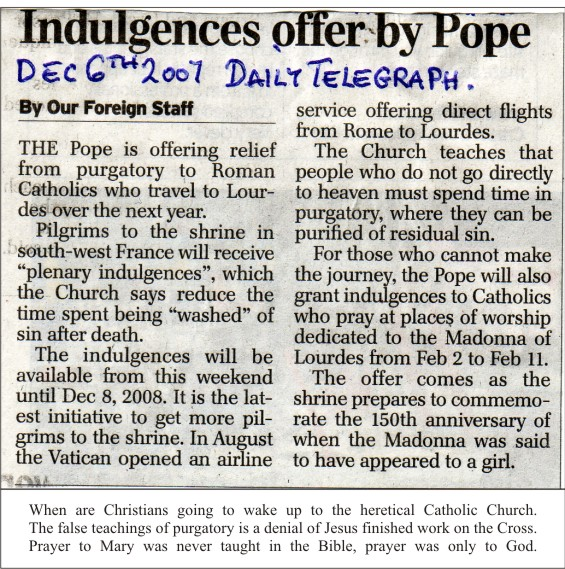 Indulgences offer by Pope
DEC 6TH 2007 DAILY TELEGRAPH.
By Our Foreign Staff
THE Pope is offering relief
from purgatory to Roman
Catholics who travel to Lour-
des over the next year.
Pilgrims to the shrine in
south-west France will receive
“plenary indulgences”, which
the Church says reduce the
time spent being “washed” of
sin after death.
The indulgences will be
available from this weekend
until Dec 8, 2008. It is the lat-
est initiative to get more pil-
grims to the shrine. In August
the Vatican opened an airline
service offering direct flights
from Rome to Lourdes.
The Church teaches that
people who do not go directly
to heaven must spend time in
purgatory, where they can be
purified of residual sin.
For those who cannot make
the journey, the Pope will also
grant indulgences to Catholics
who pray at places of worship
dedicated to the Madonna of
Lourdes from Feb 2 to Feb 11.
The offer comes as the
shrine prepares to commemo-
rate the 150th anniversary of
when the Madonna was said
to have appeared to a girl.
When are Christians going to wake up to the heretical Catholic Church.
The false teachings of purgatory is a denial of Jesus finished work on the Cross.
Prayer to Mary was never taught in the Bible, prayer was only to God.